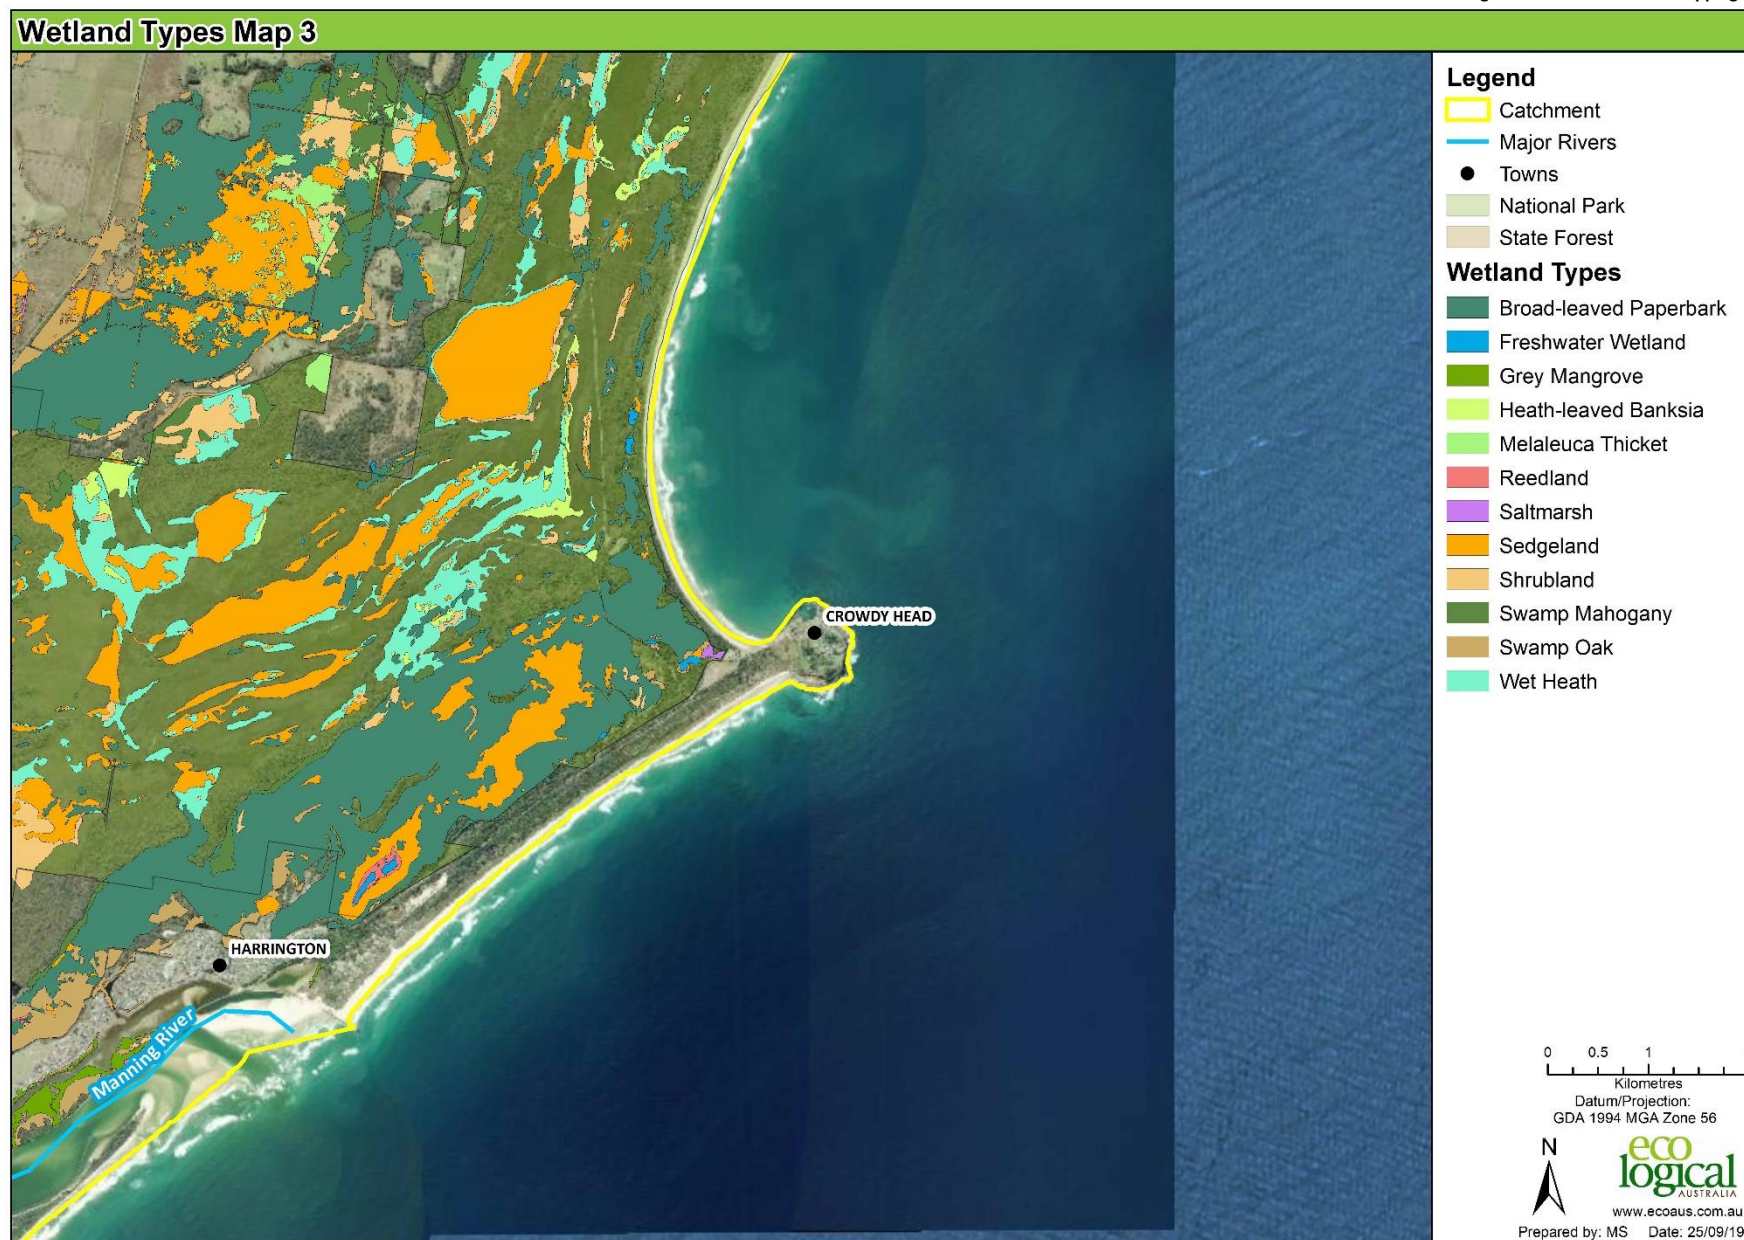 Wetland Types Map 3
Legend
Catchment
Major Rivers
Towns
National Park
State Forest
Wetland Types
Broad-leaved Paperbark
Freshwater Wetland
Grey Mangrove
Heath-leaved Banksia
Melaleuca Thicket
Reedland
Saltmarsh
Sedgeland
Shrubland
Swamp Mahogany
Swamp Oak
Wet Heath
CROWDY HEAD
HARRINGTON
Manning River
0 0.5 1
Kilometres
Datum/Projection:
GDA 1994 MGA Zone 56
N
eco
logical
AUSTRALIA
www.ecoaus.com.au
Prepared by: MS Date: 25/09/19